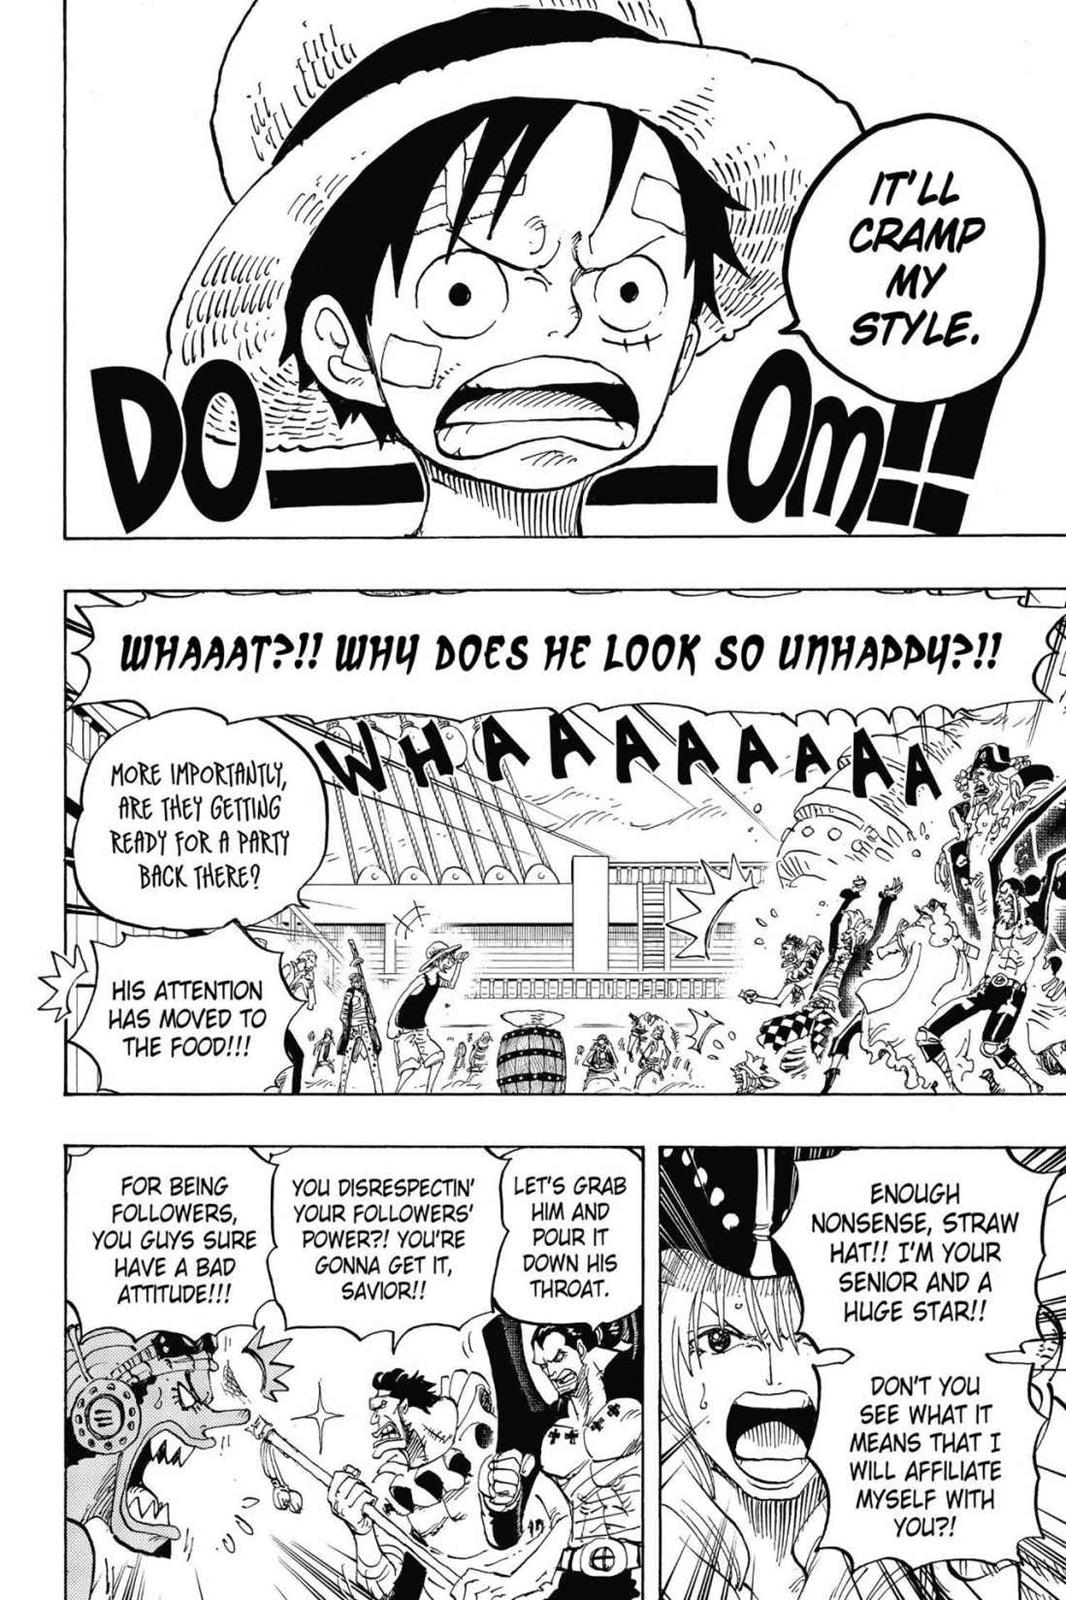 IT'LL
CRAMP
MY
STYLE.
DO—OM!!
WHAAAT?!! WHY DOES HE LOOK SO UNHAPPY?!!
WHAAAAAAAAA
MORE IMPORTANTLY,
ARE THEY GETTING
READY FOR A PARTY
BACK THERE?
HIS ATTENTION
HAS MOVED TO
THE FOOD!!!
ENOUGH
NONSENSE, STRAW
HAT!! I'M YOUR
SENIOR AND A
HUGE STAR!!
DON'T YOU
SEE WHAT IT
MEANS THAT I
WILL AFFILIATE
MYSELF WITH
YOU?!
LET'S GRAB
HIM AND
POUR IT
DOWN HIS
THROAT.
YOU DISRESPECTIN'
YOUR FOLLOWERS'
POWER?! YOU'RE
GONNA GET IT,
SAVIOR!!
FOR BEING
FOLLOWERS,
YOU GUYS SURE
HAVE A BAD
ATTITUDE!!!